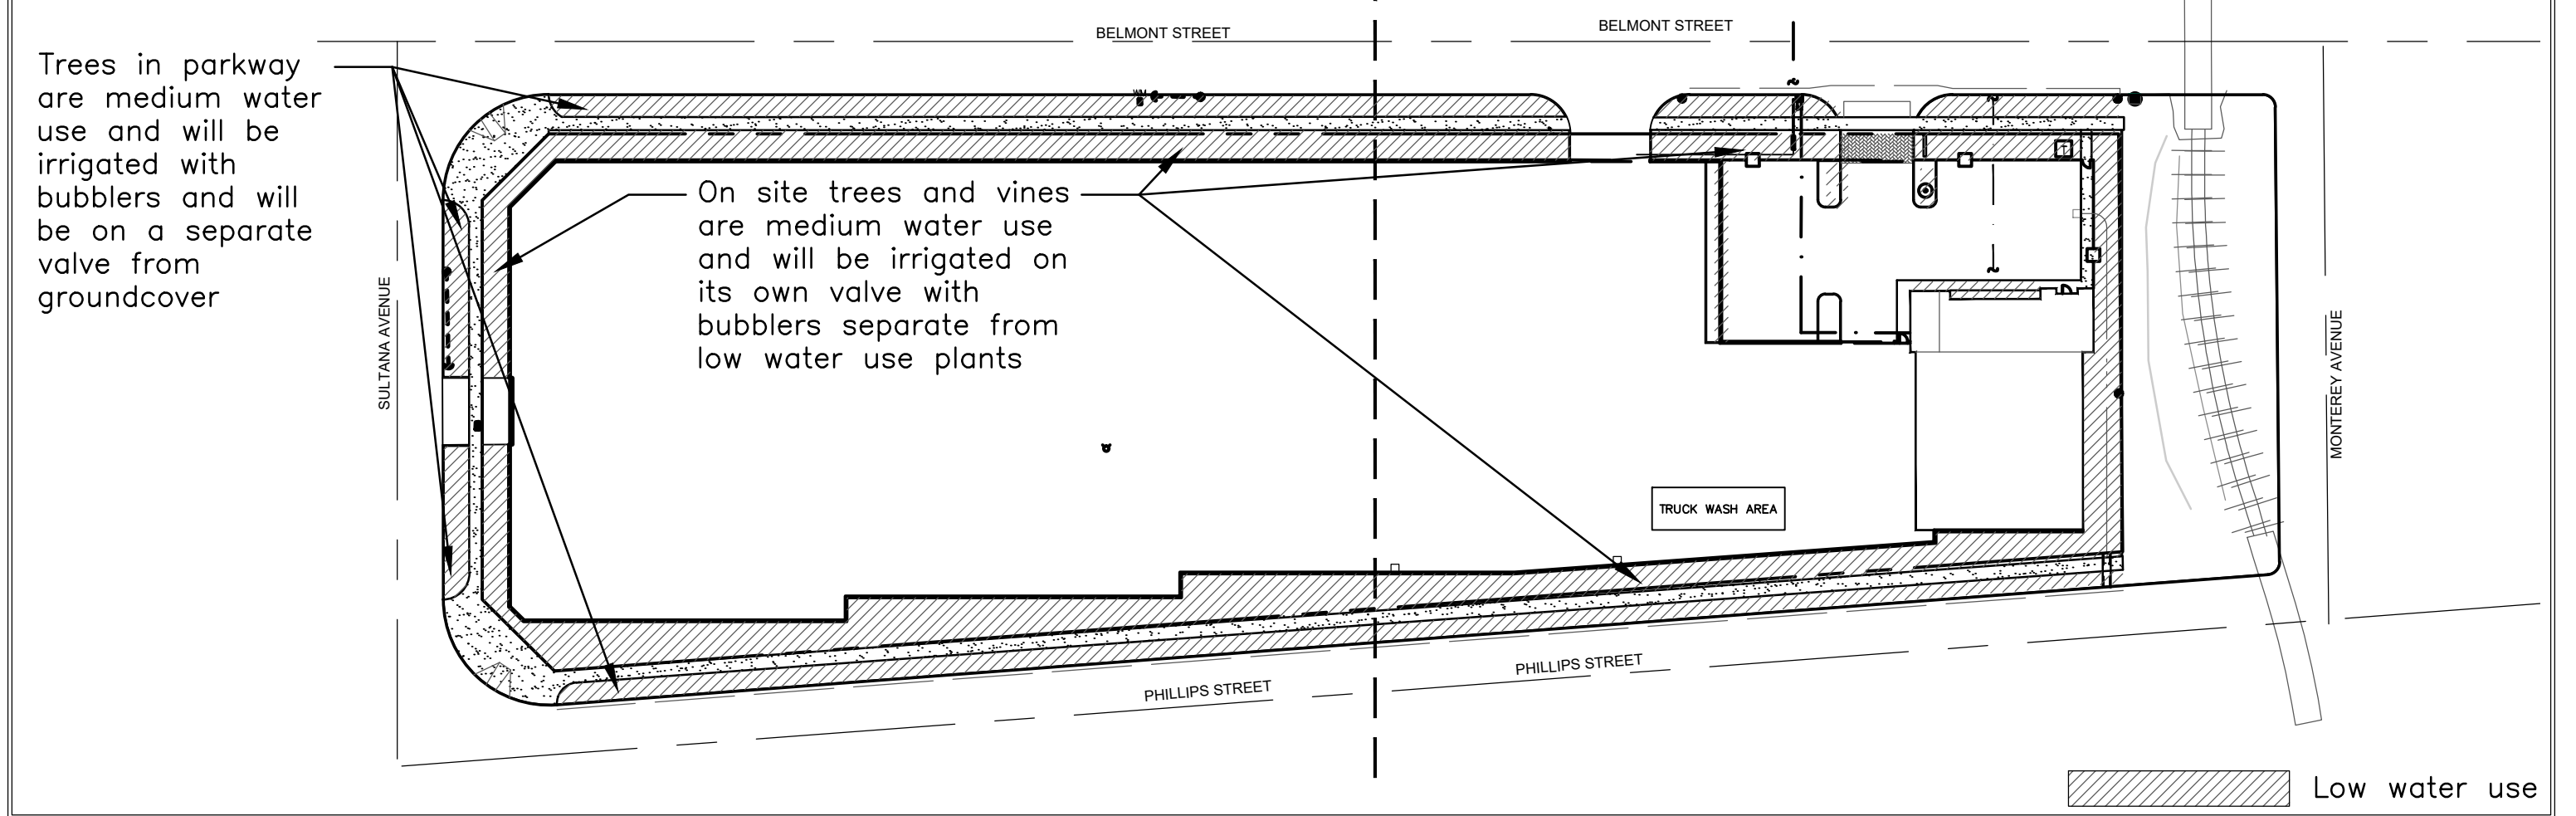 BELMONT STREET
BELMONT STREET
Trees in parkway
are medium water
use and will be
irrigated with
bubblers and will
be on a separate
valve from
groundcover
On site trees and vines
are medium water use
and will be irrigated on
its own valve with
bubblers separate from
low water use plants
SULTANA AVENUE
MONTEREY AVENUE
TRUCK WASH AREA
PHILLIPS STREET
PHILLIPS STREET
Low water use